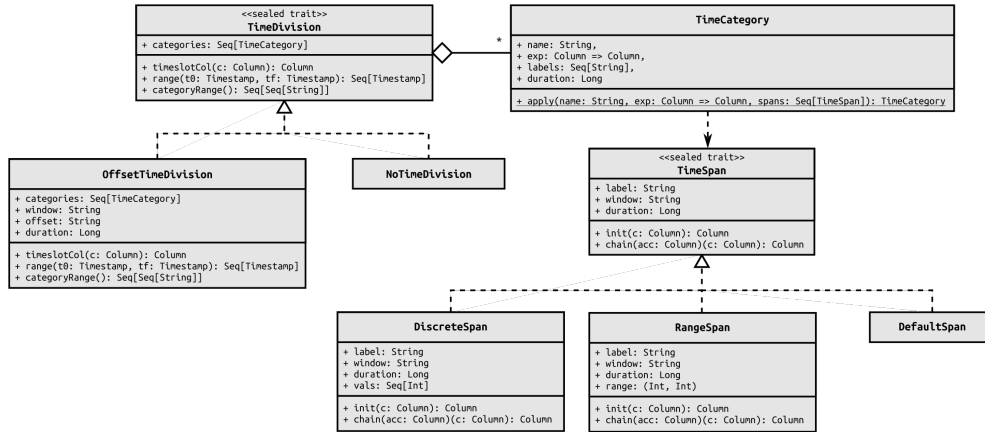 <<sealed trait>>
TimeDivision
+ categories: Seq[TimeCategory]
+ timeslotCol(c: Column): Column
+ range(t0: Timestamp, tf: Timestamp): Seq[Timestamp]
+ categoryRange(): Seq[Seq[String]]
*
TimeCategory
+ name: String,
+ exp: Column => Column,
+ labels: Seq[String],
+ duration: Long
+ apply(name: String, exp: Column => Column, spans: Seq[TimeSpan]): TimeCategory
OffsetTimeDivision
+ categories: Seq[TimeCategory]
+ window: String
+ offset: String
+ duration: Long
+ timeslotCol(c: Column): Column
+ range(t0: Timestamp, tf: Timestamp): Seq[Timestamp]
+ categoryRange(): Seq[Seq[String]]
NoTimeDivision
<<sealed trait>>
TimeSpan
+ label: String
+ window: String
+ duration: Long
+ init(c: Column): Column
+ chain(acc: Column)(c: Column): Column
DiscreteSpan
+ label: String
+ window: String
+ duration: Long
+ vals: Seq[Int]
+ init(c: Column): Column
+ chain(acc: Column)(c: Column): Column
RangeSpan
+ label: String
+ window: String
+ duration: Long
+ range: (Int, Int)
+ init(c: Column): Column
+ chain(acc: Column)(c: Column): Column
DefaultSpan